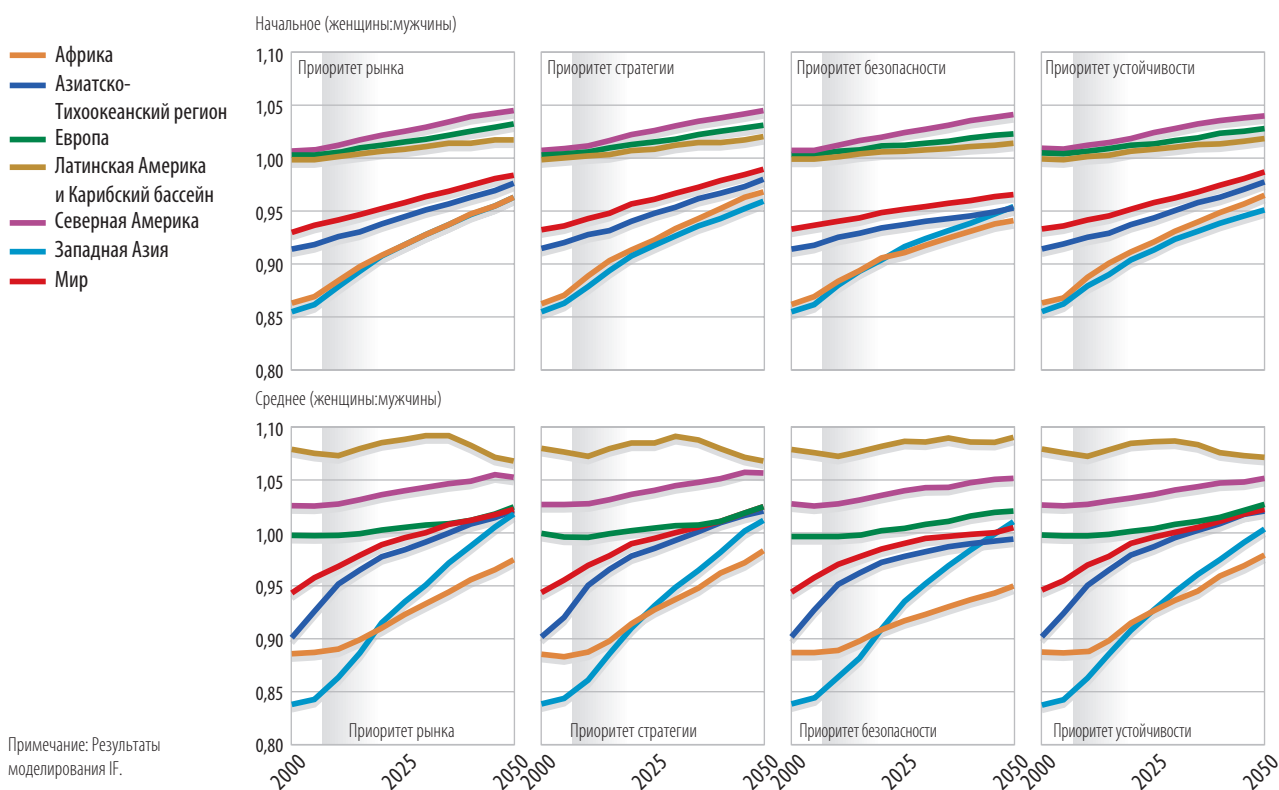 Начальное (женщины:мужчины)
Африка
Азиатско-
Тихоокеанский регион
Европа
Латинская Америка
и Карибский бассейн
Северная Америка
Западная Азия
Мир
1,10
1,05
1,00
0,95
0,90
0,85
0,80
Приоритет рынка
Приоритет стратегии
Приоритет безопасности
Приоритет устойчивости
Среднее (женщины:мужчины)
1,10
1,05
1,00
0,95
0,90
0,85
0,80
Приоритет рынка
Приоритет стратегии
Приоритет безопасности
Приоритет устойчивости
2000
2025
2050
2025
2050
2000
2025
2050
2000
2025
2050
Примечание: Результаты
моделирования IF.